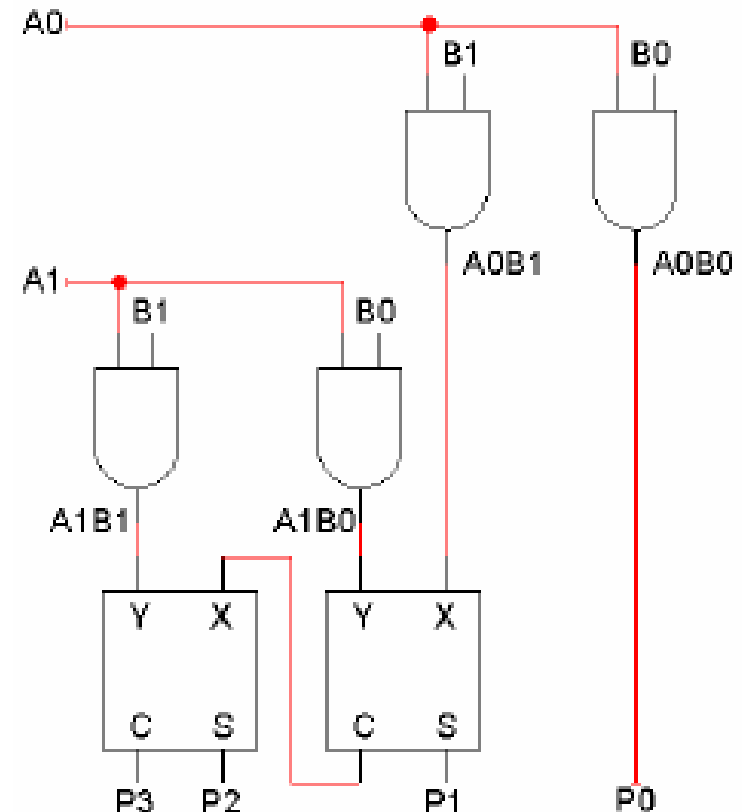 A0
B1 B0
A0B1 A0B0
A1
B1 B0
A1B1 A1B0
Y X Y X
C S C S
P3 P2 P1 P0